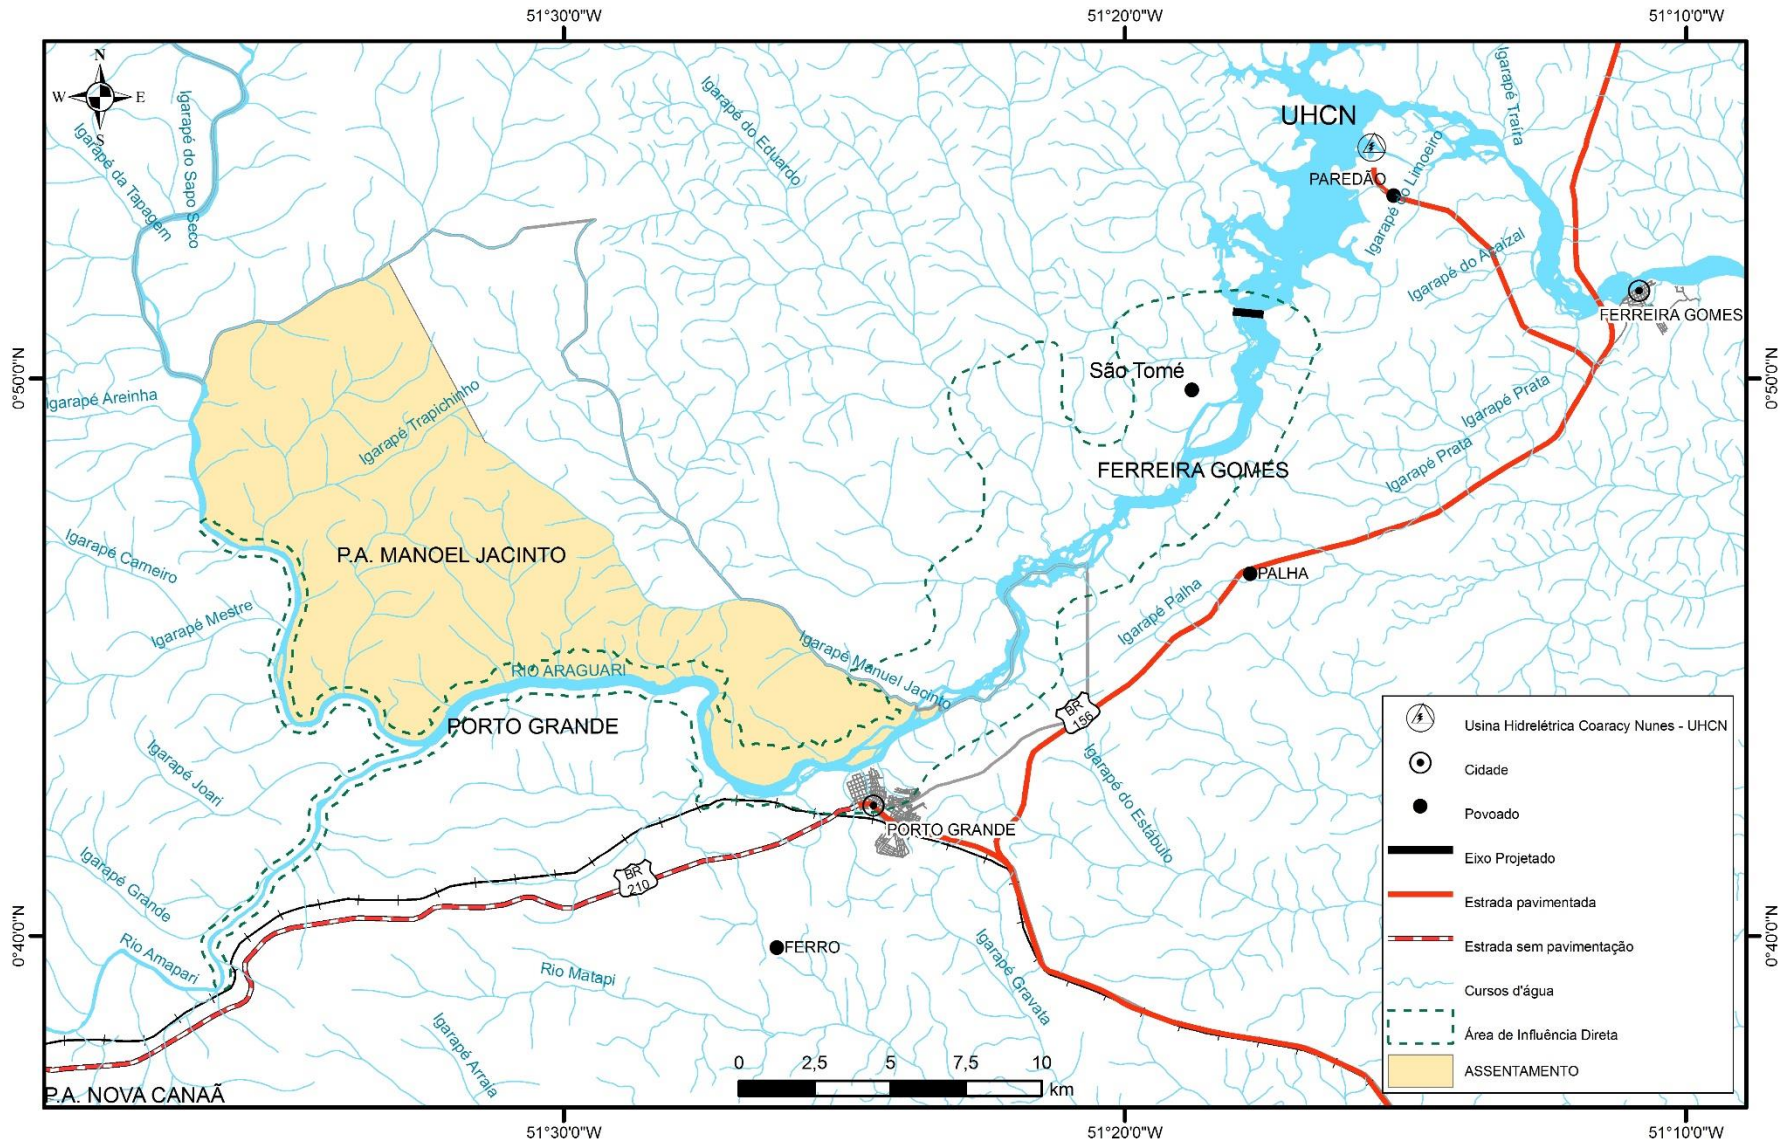 51°30'0"W
51°20'0"W
51°10'0"W
N
W
E
S
Igarapé do Sapo Seco
Igarapé da Tapagem
Igarapé do Eduardo
UHCN
Igarapé Traíra
PAREDÃO
Igarapé do Limoeiro
Igarapé do Acaizal
FERREIRA GOMES
0°50'0"N
0°50'0"N
Igarapé Areinha
Igarapé Trapichinho
São Tomé
Igarapé Prata
Igarapé Prata
FERREIRA GOMES
Igarapé Carneiro
P.A. MANOEL JACINTO
PALHA
Igarapé Mestre
Igarapé Palha
Igarapé Manuel Jacinto
RIO ARAGUARI
PORTO GRANDE
BR
156
Igarapé Joari
Igarapé do Estábulo
PORTO GRANDE
BR
210
Igarapé Grande
Rio Amapari
FERRO
Rio Matapi
Igarapé Gravata
Igarapé Arraia
0°40'0"N
0°40'0"N
P.A. NOVA CANAÃ
0 2,5 5 7,5 10
km
Usina Hidrelétrica Coaracy Nunes - UHCN
Cidade
Povoado
Eixo Projetado
Estrada pavimentada
Estrada sem pavimentação
Cursos d'água
Área de Influência Direta
ASSENTAMENTO
51°30'0"W
51°20'0"W
51°10'0"W